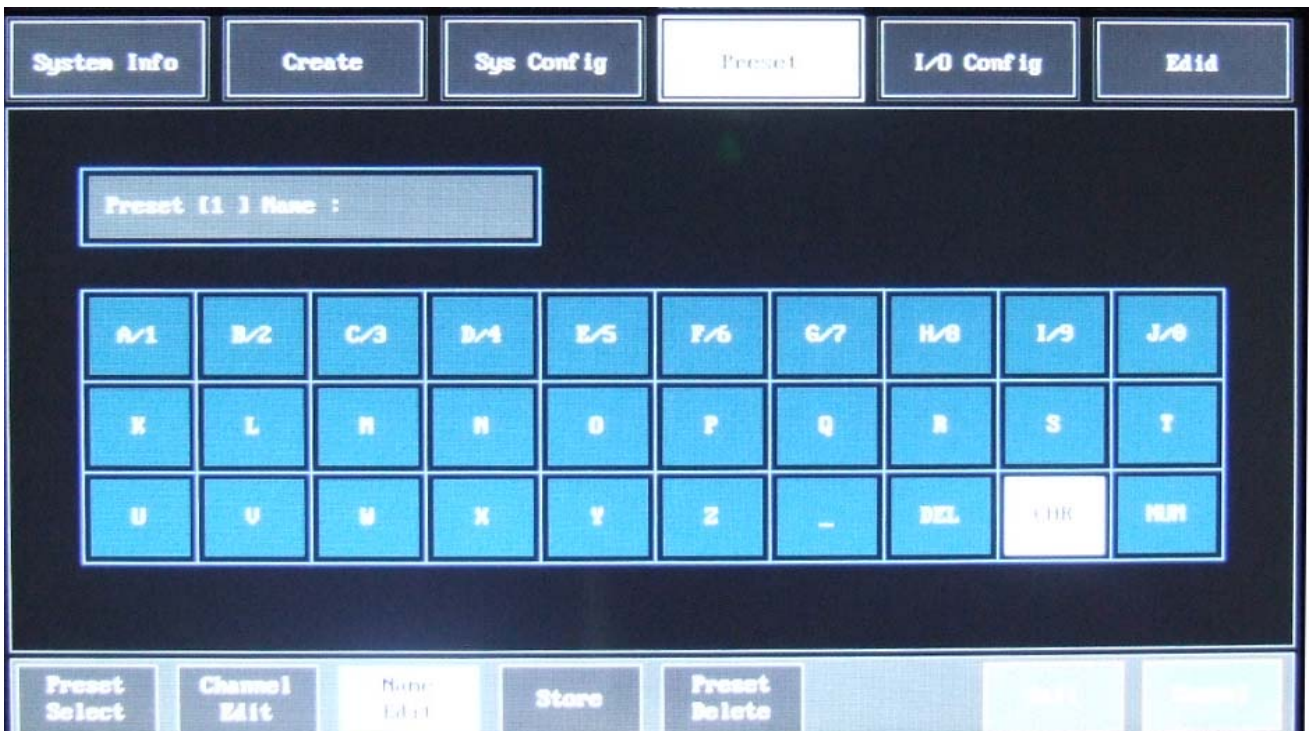 System Info Create Sys Config Preset I/O Config Edid
Preset [1 ] Name :
A/1 B/2 C/3 D/4 E/5 F/6 G/7 H/8 I/9 J/0
K L M N O P Q R S T
U V W X Y Z _ DEL CHR NUM
Preset Select
Channel Edit
Name Edit
Store
Preset Delete